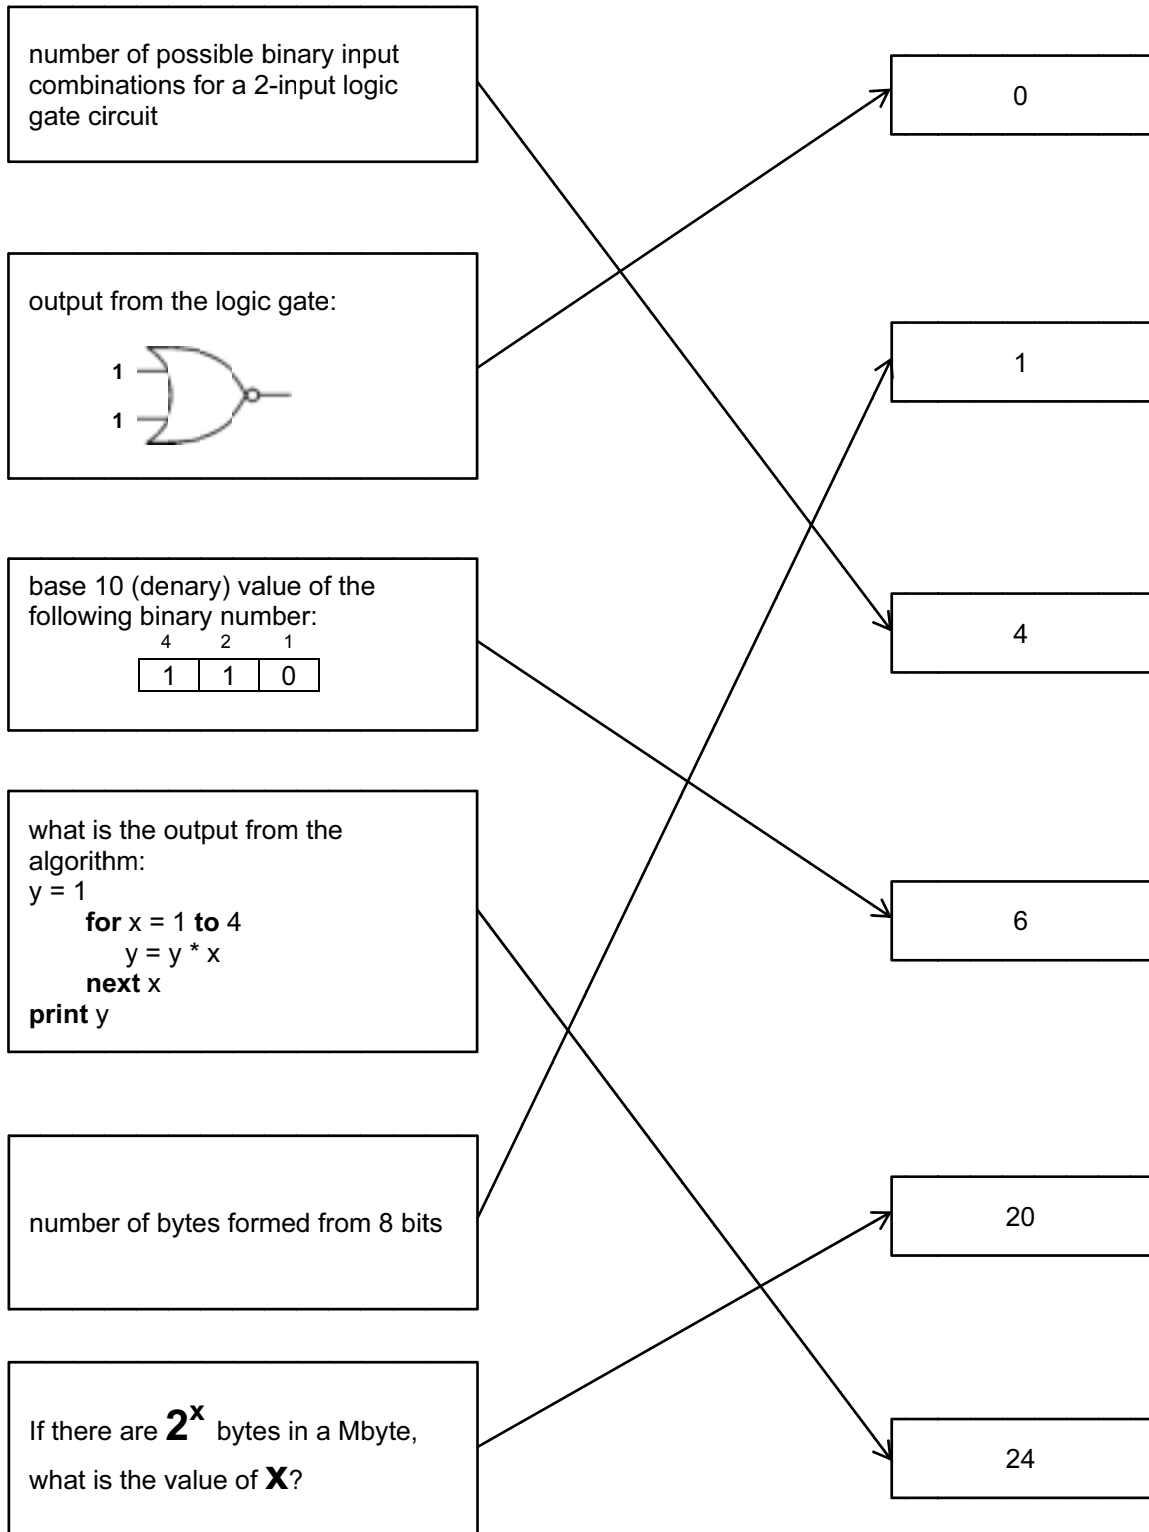 number of possible binary input
combinations for a 2-input logic
gate circuit
0
output from the logic gate:
1
1
1
base 10 (denary) value of the
following binary number:
4 2 1
1 1 0
4
what is the output from the
algorithm:
y = 1
for x = 1 to 4
y = y * x
next x
print y
6
number of bytes formed from 8 bits
20
If there are 2^x bytes in a Mbyte,
what is the value of x?
24